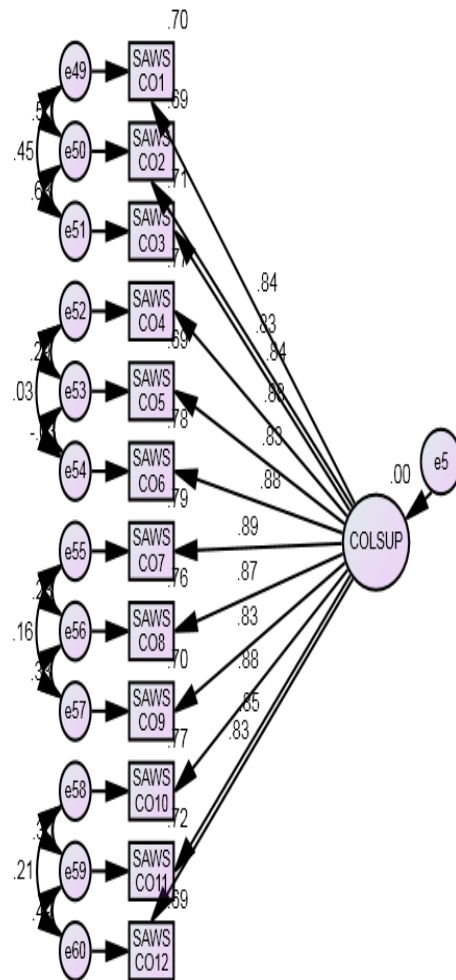 .70
e49
SAWS
CO1
.69
.45
e50
SAWS
CO2
.71
e51
SAWS
CO3
.77
e52
SAWS
CO4
.69
.03
e53
SAWS
CO5
.78
e54
SAWS
CO6
.79
e55
SAWS
CO7
.76
.16
e56
SAWS
CO8
.70
e57
SAWS
CO9
.77
e58
SAWS
CO10
.72
.21
e59
SAWS
CO11
.69
e60
SAWS
CO12
.84
.83
.84
.88
.83
.88
.89
.87
.83
.88
.85
.83
COLSUP
.00
e5